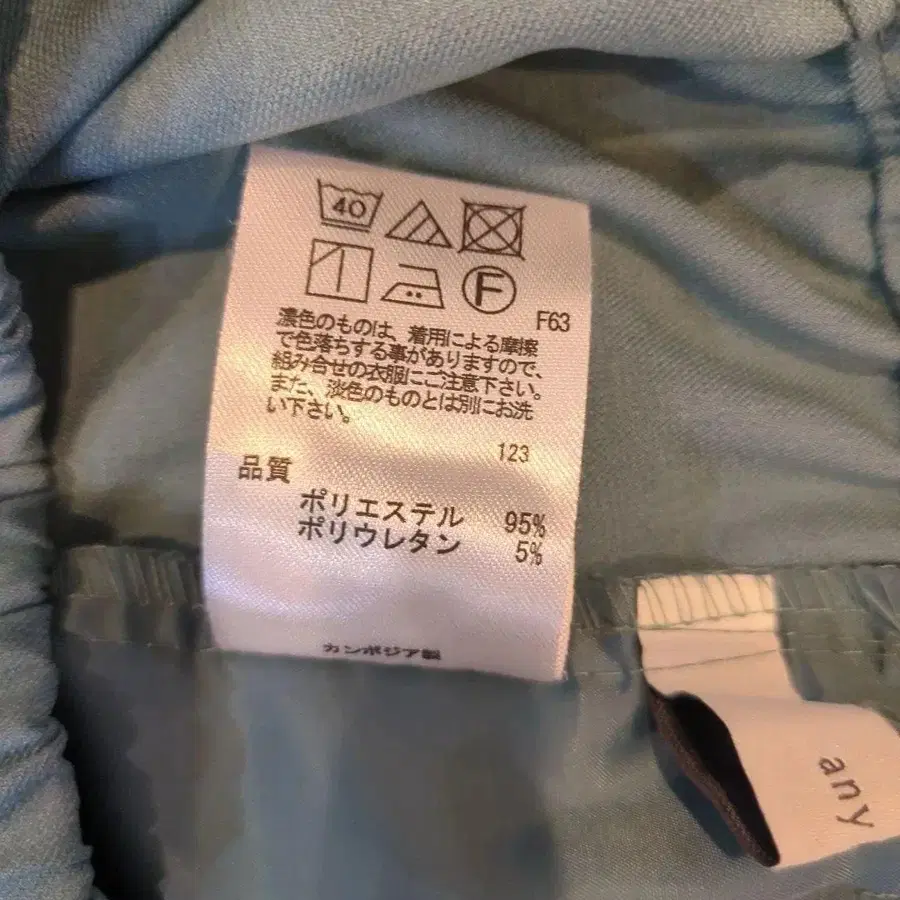 40
F
F63
濃色のものは、着用による摩擦
で色落ちする事がありますので、
組み合せの衣服にご注意下さい。
また、淡色のものとは別にお洗
い下さい。
123
品質
ポリエステル 95%
ポリウレタン 5%
カンボジア製
any